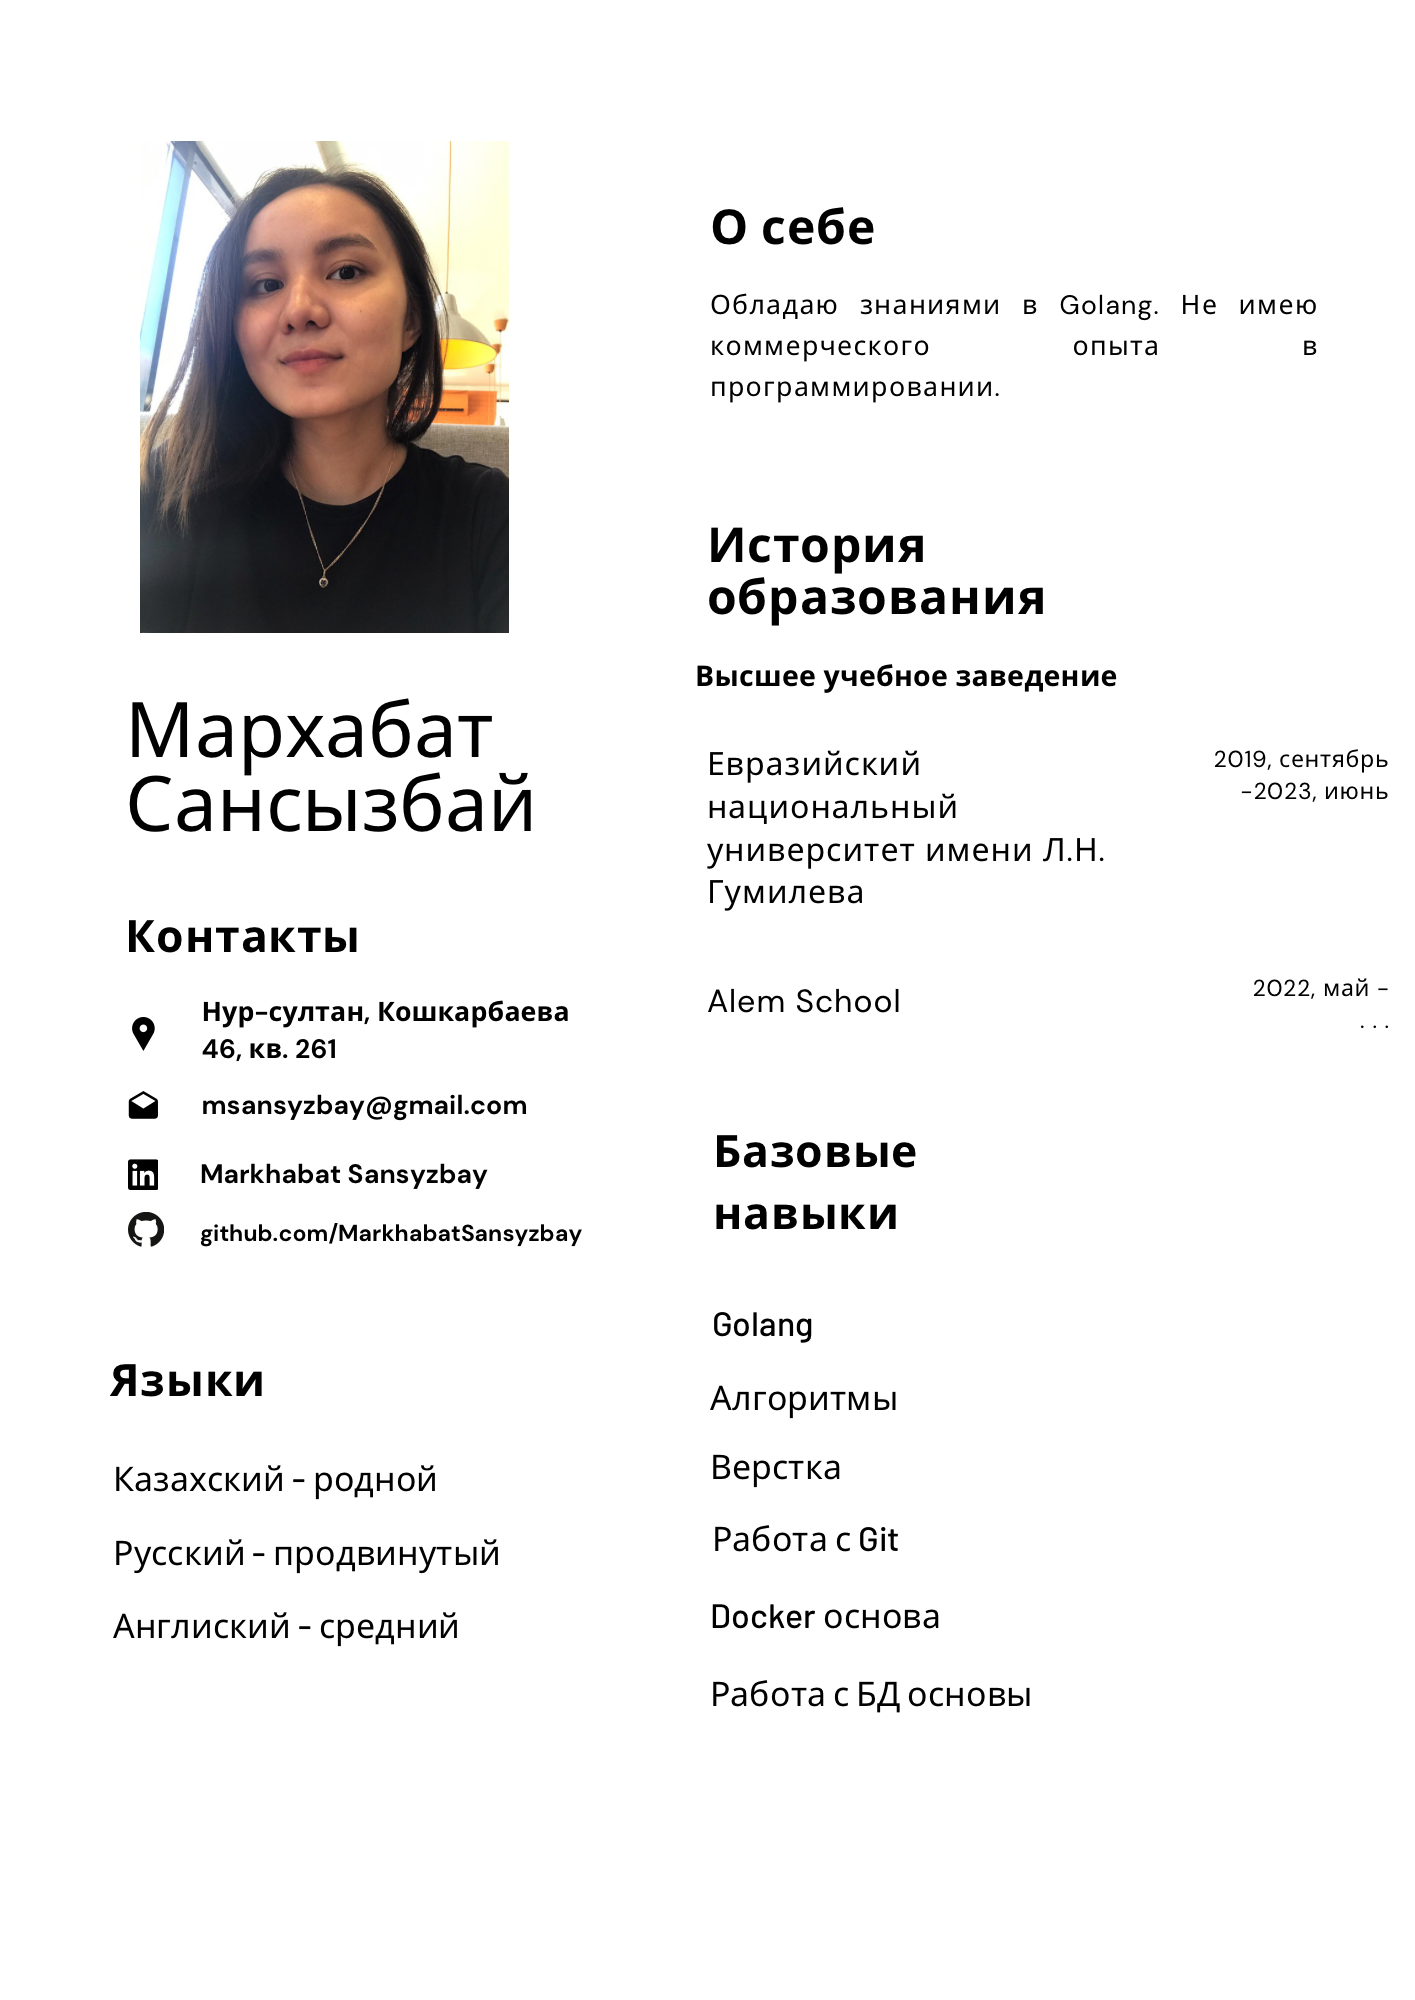 Мархабат
Сансызбай
Контакты
Нур-султан, Кошкарбаева
46, кв. 261
msansyzbay@gmail.com
Markhabat Sansyzbay
github.com/MarkhabatSansyzbay
Языки
Казахский - родной
Русский - продвинутый
Англиский - средний
О себе
Обладаю знаниями в Golang. Не имею
коммерческого опыта в
программировании.
История
образования
Высшее учебное заведение
Евразийский
национальный
университет имени Л.Н.
Гумилева
2019, сентябрь
-2023, июнь
Alem School
2022, май -
...
Базовые
навыки
Golang
Алгоритмы
Верстка
Работа с Git
Docker основа
Работа с БД основы